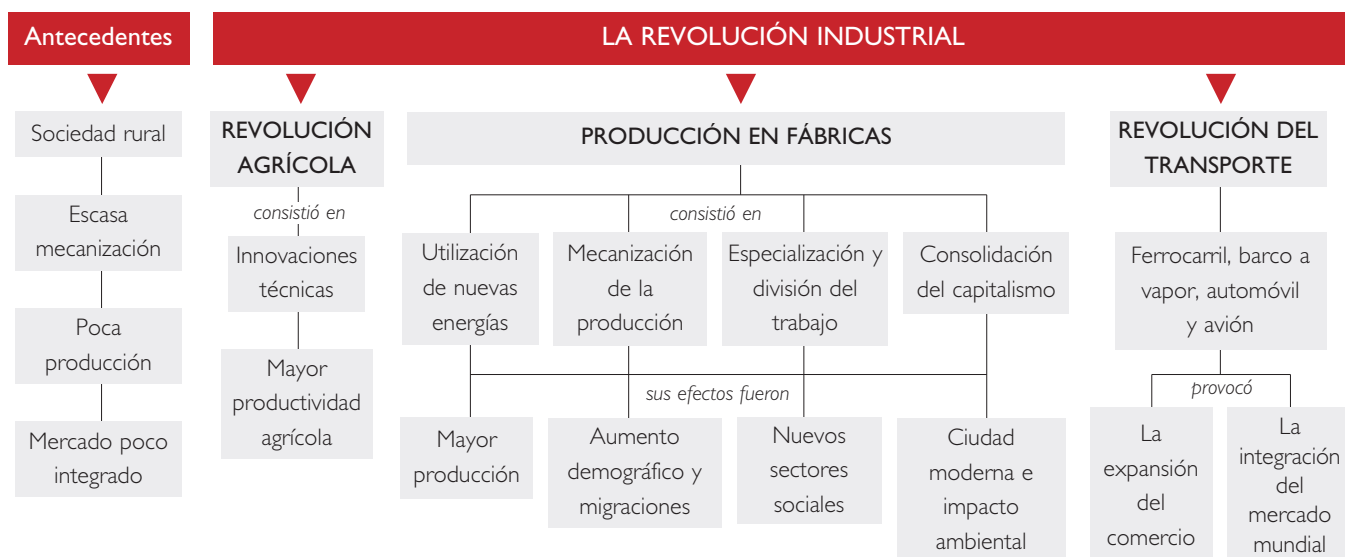 Antecedentes
LA REVOLUCIÓN INDUSTRIAL
Sociedad rural
Escasa
mecanización
Poca
producción
Mercado poco
integrado
REVOLUCIÓN
AGRÍCOLA
consistió en
Innovaciones
técnicas
Mayor
productividad
agrícola
PRODUCCIÓN EN FÁBRICAS
consistió en
Utilización
de nuevas
energías
Mecanización
de la
producción
Especialización y
división del
trabajo
Consolidación
del capitalismo
sus efectos fueron
Mayor
producción
Aumento
demográfico y
migraciones
Nuevos
sectores
sociales
Ciudad
moderna e
impacto
ambiental
REVOLUCIÓN DEL
TRANSPORTE
Ferrocarril, barco a
vapor, automóvil
y avión
provocó
La
expansión
del
comercio
La
integración
del
mercado
mundial